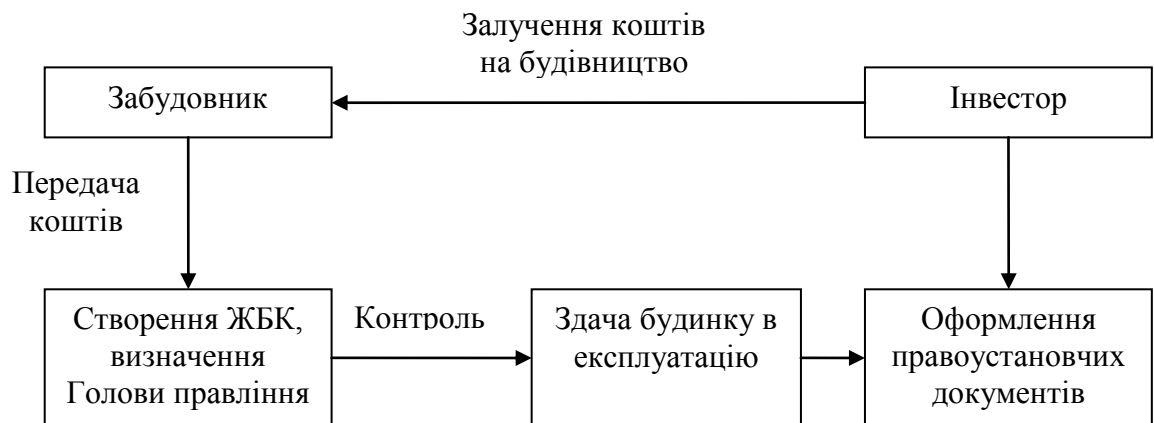 Залучення коштів
на будівництво
Забудовник
Інвестор
Передача
коштів
Створення ЖБК,
визначення
Голови правління
Контроль
Здача будинку в
експлуатацію
Оформлення
правоустановчих
документів